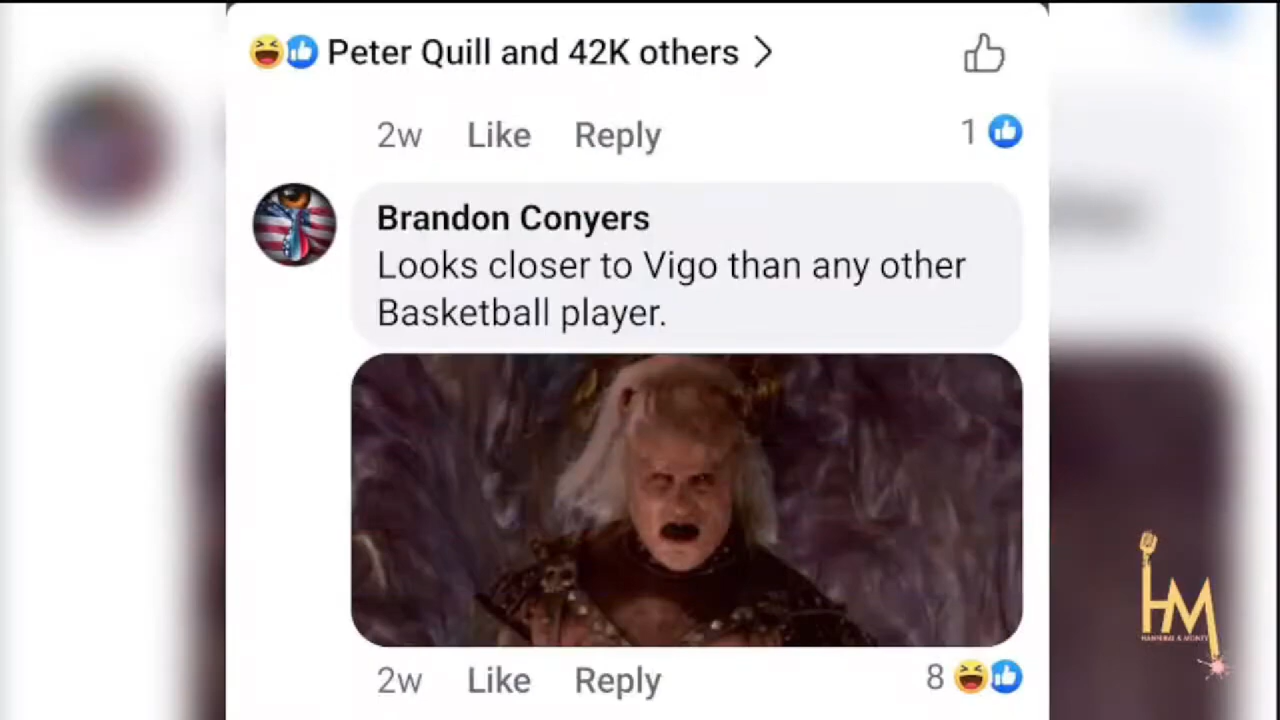 Peter Quill and 42K others
2w Like Reply 1
Brandon Conyers
Looks closer to Vigo than any other
Basketball player.
2w Like Reply 8
HM